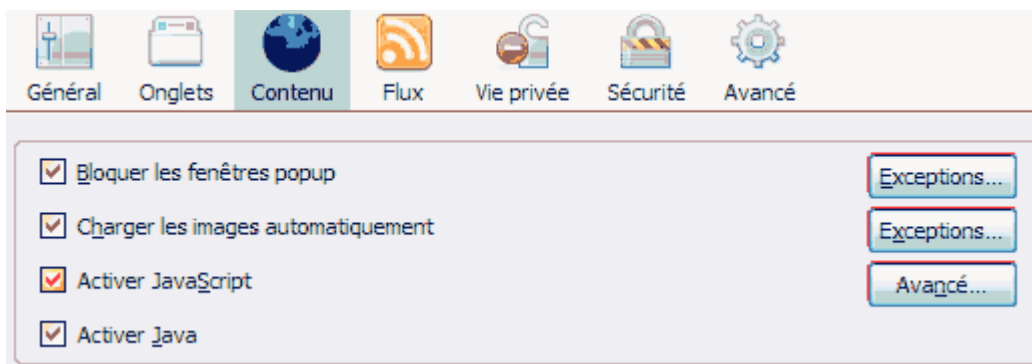 Général Onglets Contenu Flux Vie privée Sécurité Avancé
Bloquer les fenêtres popup Exceptions...
Charger les images automatiquement Exceptions...
Activer JavaScript Avancé...
Activer Java